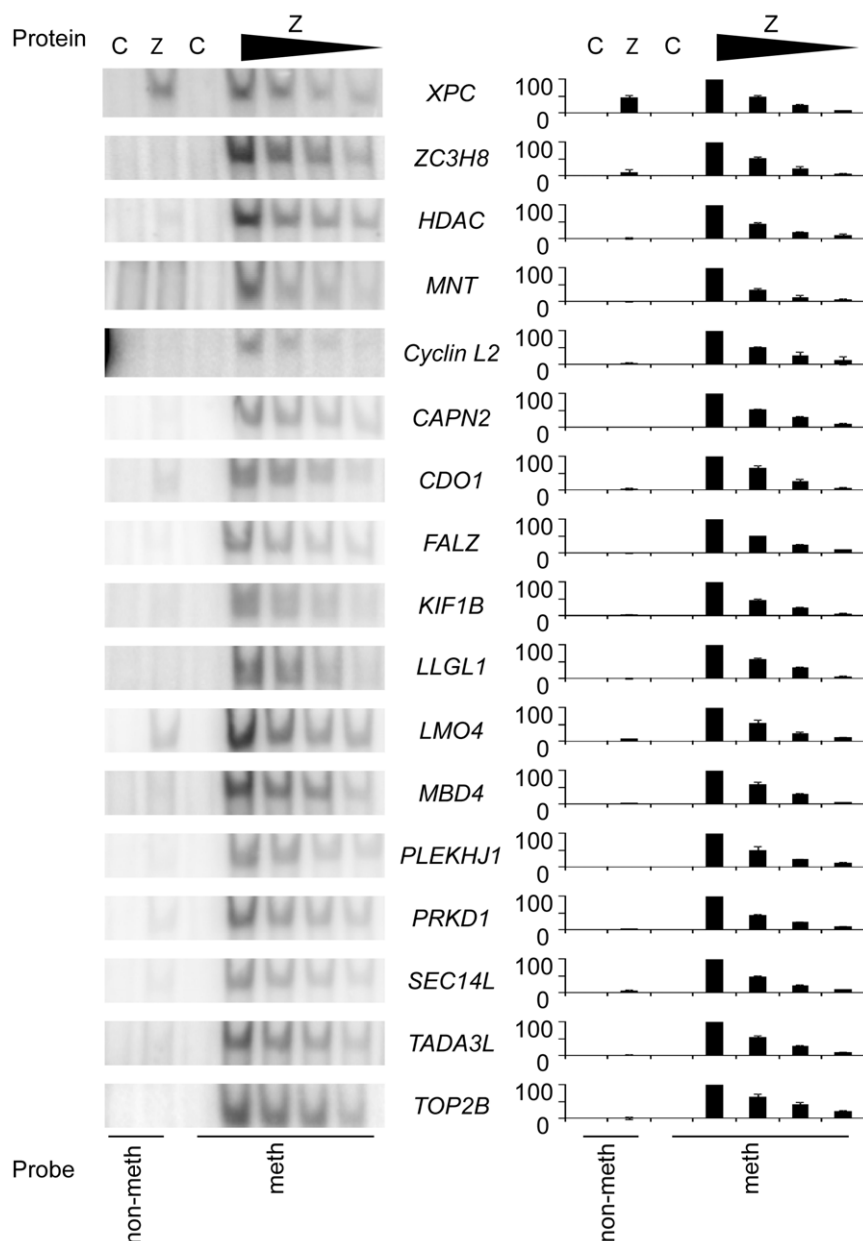 Z Z
Protein C Z C C Z C
XPC 100
0
ZC3H8 100
0
HDAC 100
0
MNT 100
0
Cyclin L2 100
0
CAPN2 100
0
CDO1 100
0
FALZ 100
0
KIF1B 100
0
LLGL1 100
0
LMO4 100
0
MBD4 100
0
PLEKHJ1 100
0
PRKD1 100
0
SEC14L 100
0
TADA3L 100
0
TOP2B 100
0
Probe non-meth meth non-meth meth